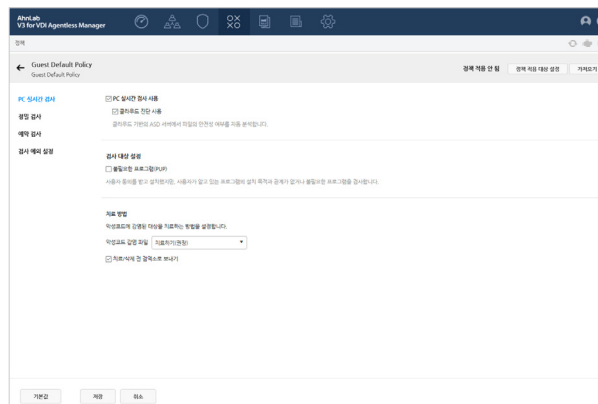 AhnLab
V3 for VDI Agentless Manager
정책
Guest Default Policy
Guest Default Policy
정책 적용 안 됨
정책 적용 대상 설정
가져오기
PC 실시간 검사
정밀 검사
예약 검사
검사 예외 설정
PC 실시간 검사 사용
클라우드 진단 사용
클라우드 기반의 ASD 서버에서 파일의 안전성 여부를 자동 분석합니다.
검사 대상 설정
불필요한 프로그램(PUP)
사용자 동의를 받고 설치했지만, 사용자가 알고 있는 프로그램의 설치 목적과 관계가 없거나 불필요한 프로그램을 검사합니다.
치료 방법
악성코드에 감염된 대상을 치료하는 방법을 설정합니다.
악성코드 감염 파일
치료하기(권장)
치료/삭제 전 검역소로 보내기
기본값
저장
취소